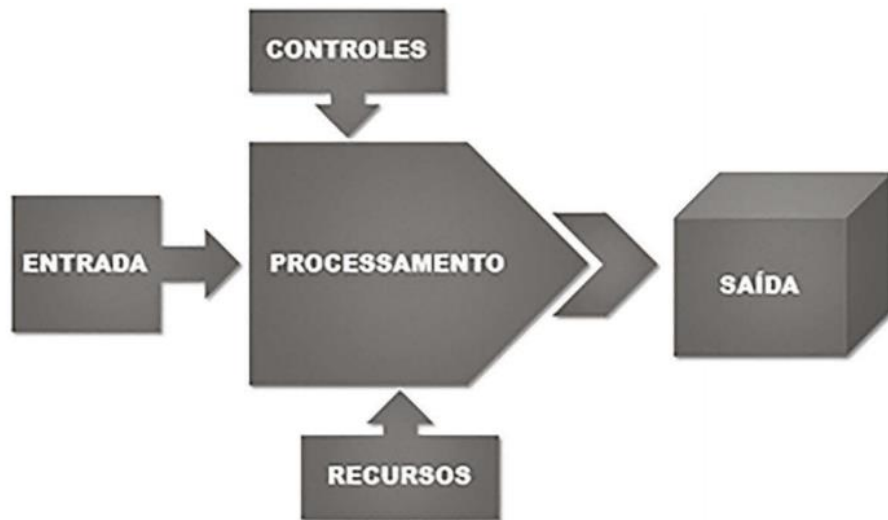 CONTROLES
ENTRADA
PROCESSAMENTO
SAÍDA
RECURSOS